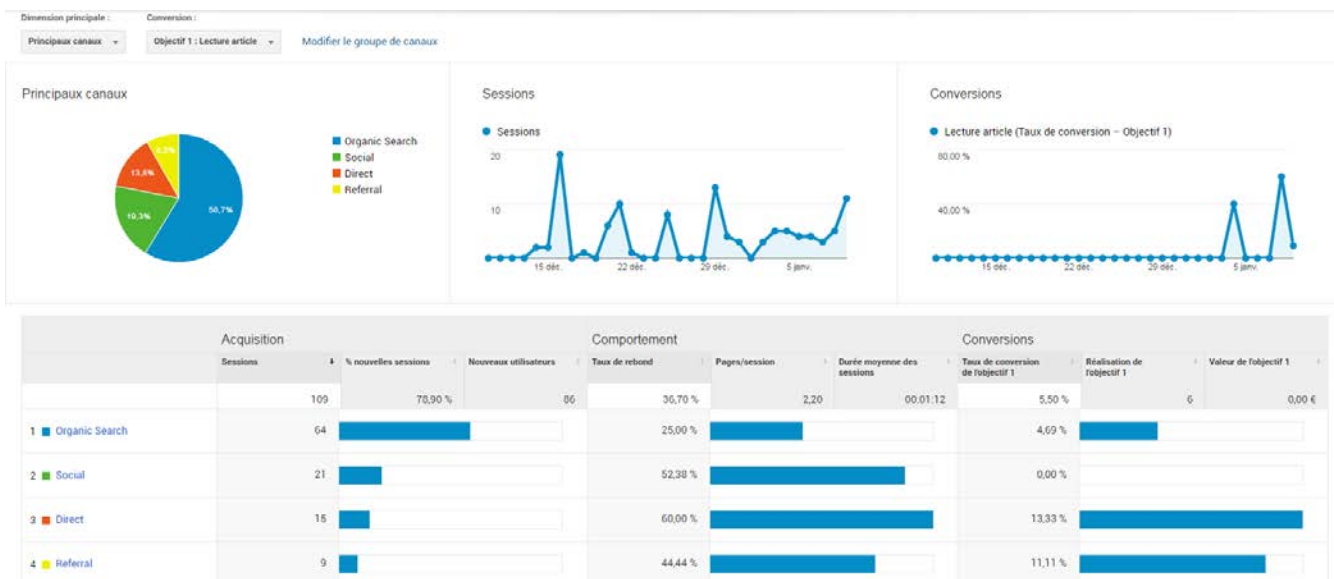 Dimension principale :
Conversion :
Principaux canaux
Objectif 1 : Lecture article
Modifier le groupe de canaux
Principaux canaux
58,7%
19,3%
13,8%
8,3%
Organic Search
Social
Direct
Referral
Sessions
Sessions
20
10
15 déc.
22 déc.
29 déc.
5 janv.
Conversions
Lecture article (Taux de conversion – Objectif 1)
80,00 %
40,00 %
15 déc.
22 déc.
29 déc.
5 janv.
Acquisition
Comportement
Conversions
Sessions
% nouvelles sessions
Nouveaux utilisateurs
Taux de rebond
Pages/session
Durée moyenne des
sessions
Taux de conversion
de l'objectif 1
Réalisation de
l'objectif 1
Valeur de l'objectif 1
109 78,90 % 86 36,70 % 2,20 00:01:12 5,50 % 6 0,00 €
1 Organic Search 64 25,00 % 4,69 %
2 Social 21 52,38 % 0,00 %
3 Direct 15 60,00 % 13,33 %
4 Referral 9 44,44 % 11,11 %